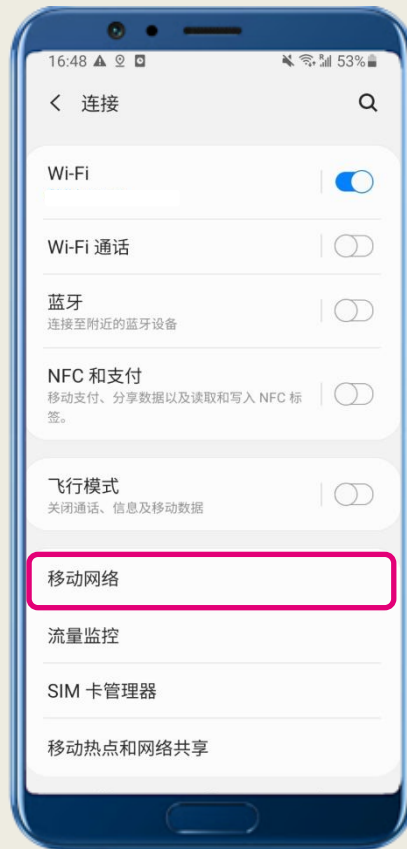 16:48
53%
连接
Wi-Fi
Wi-Fi 通话
蓝牙
连接至附近的蓝牙设备
NFC 和支付
移动支付、分享数据以及读取和写入 NFC 标
签。
飞行模式
关闭通话、信息及移动数据
移动网络
流量监控
SIM 卡管理器
移动热点和网络共享